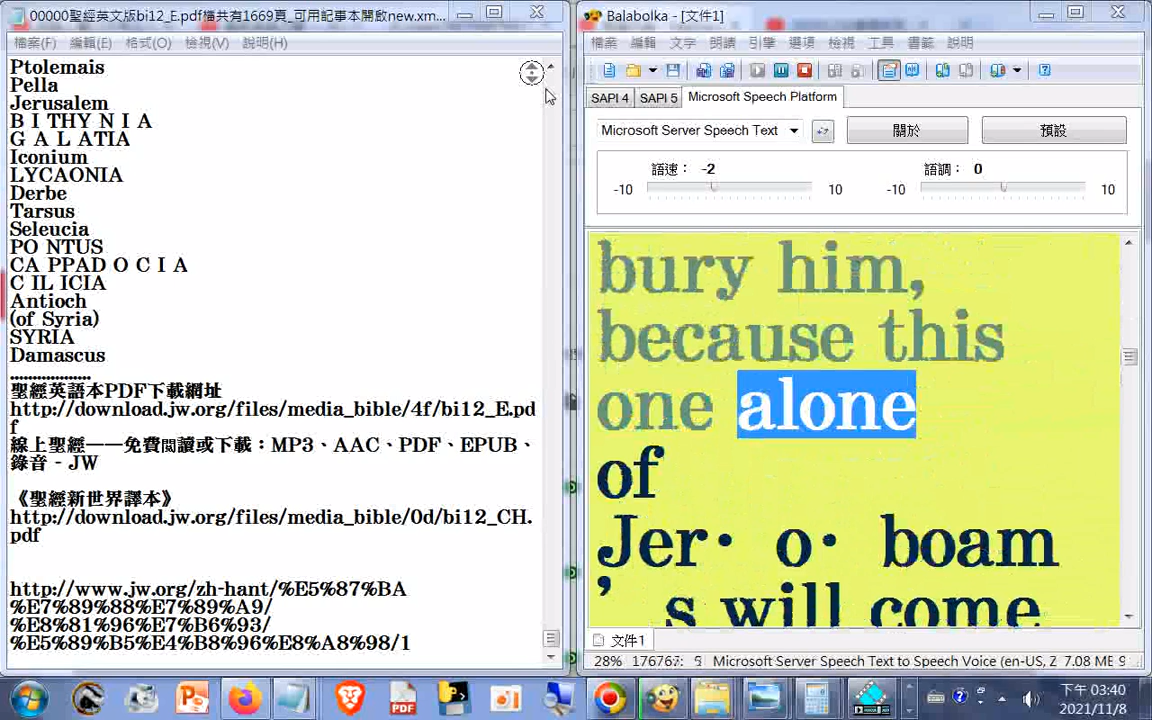 00000聖經英文版bi12_E.pdf檔共有1669頁_可用記事本開啟new.xm...
檔案(F) 編輯(E) 格式(O) 檢視(V) 說明(H)
Ptolemais
Pella
Jerusalem
B I THY N I A
G A L ATIA
Iconium
LYCAONIA
Derbe
Tarsus
Seleucia
PO NTUS
CA PPAD O C I A
C IL ICIA
Antioch
(of Syria)
SYRIA
Damascus
..................
聖經英語本PDF下載網址
http://download.jw.org/files/media_bible/4f/bi12_E.pd
f
線上聖經——免費閱讀或下載：MP3、AAC、PDF、EPUB、
錄音 - JW
《聖經新世界譯本》
http://download.jw.org/files/media_bible/0d/bi12_CH.
pdf
http://www.jw.org/zh-hant/%E5%87%BA
%E7%89%88%E7%89%A9/
%E8%81%96%E7%B6%93/
%E5%89%B5%E4%B8%96%E8%A8%98/1
Balabolka - [文件1]
檔案 編輯 文字 朗讀 引擎 選項 檢視 工具 書籤 說明
SAPI 4 SAPI 5 Microsoft Speech Platform
Microsoft Server Speech Text 關於 預設
語速： -2 語調： 0
-10 10 -10 10
bury him,
because this
one alone
of
Jer· o· boam
’ s will come
文件1
28% 176767: 9 Microsoft Server Speech Text to Speech Voice (en-US, Z 7.08 MB 9
PDF
下午 03:40
2021/11/8